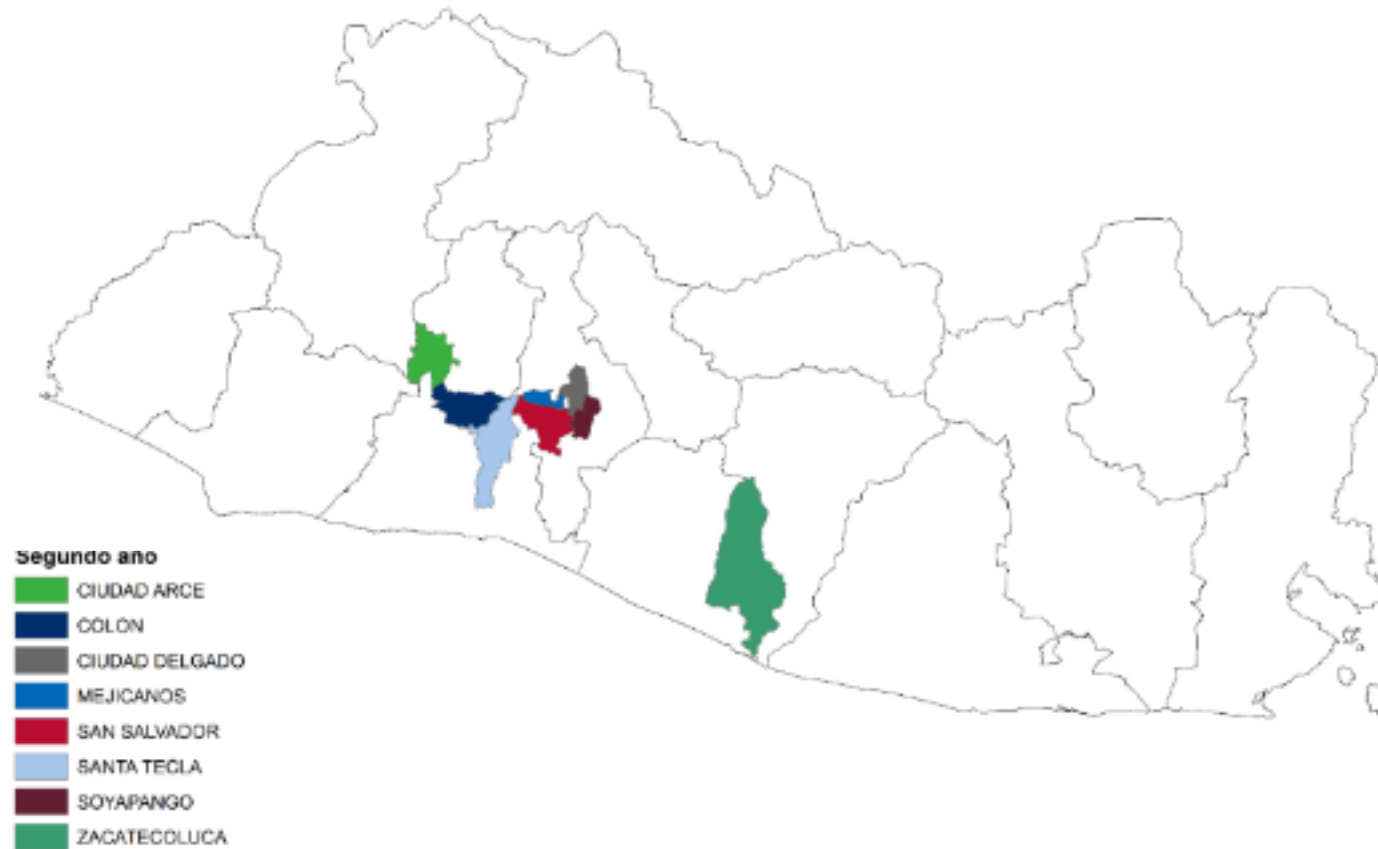 Segundo año
CIUDAD ARCE
COLON
CIUDAD DELGADO
MEJICANOS
SAN SALVADOR
SANTA TECLA
SOYAPANGO
ZACATECOLUCA